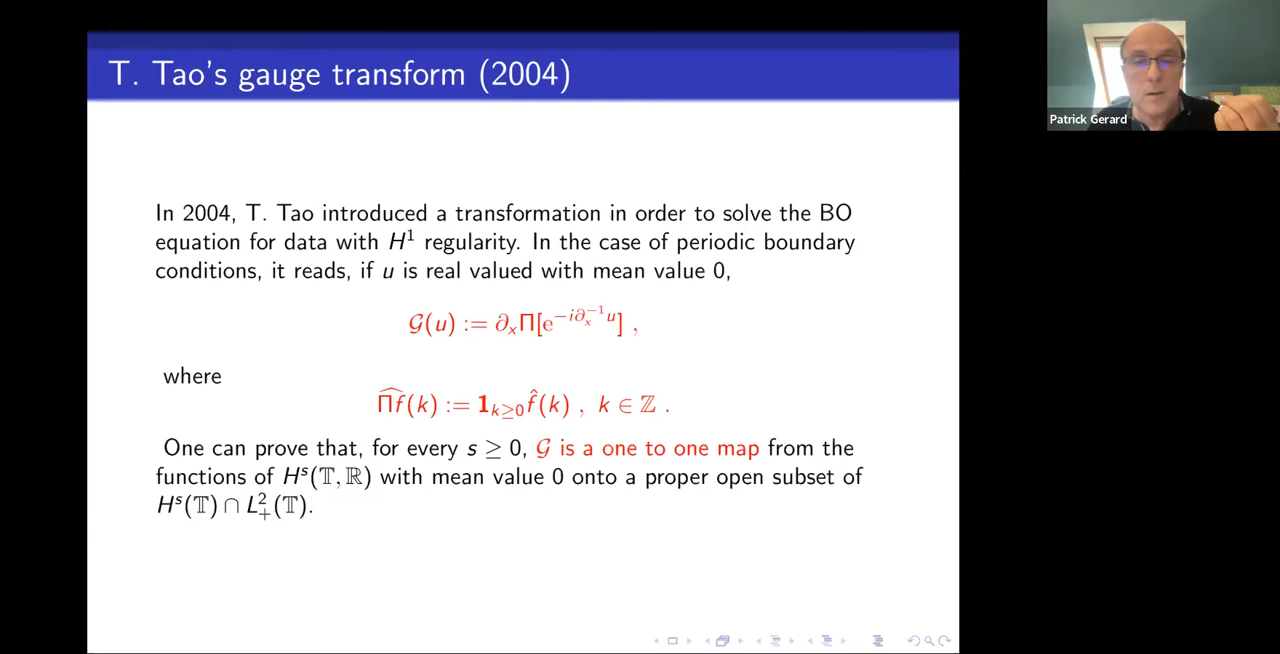 T. Tao's gauge transform (2004)
Patrick Gerard
In 2004, T. Tao introduced a transformation in order to solve the BO
equation for data with H¹ regularity. In the case of periodic boundary
conditions, it reads, if u is real valued with mean value 0,
𝒢(u) := ∂ₓΠ[e^{−i∂ₓ⁻¹u}] ,
where
\widehat{Πf}(k) := 𝟏_{k≥0} \hat{f}(k) , k ∈ ℤ .
One can prove that, for every s ≥ 0, 𝒢 is a one to one map from the
functions of Hˢ(𝕋, ℝ) with mean value 0 onto a proper open subset of
Hˢ(𝕋) ∩ L²₊(𝕋).